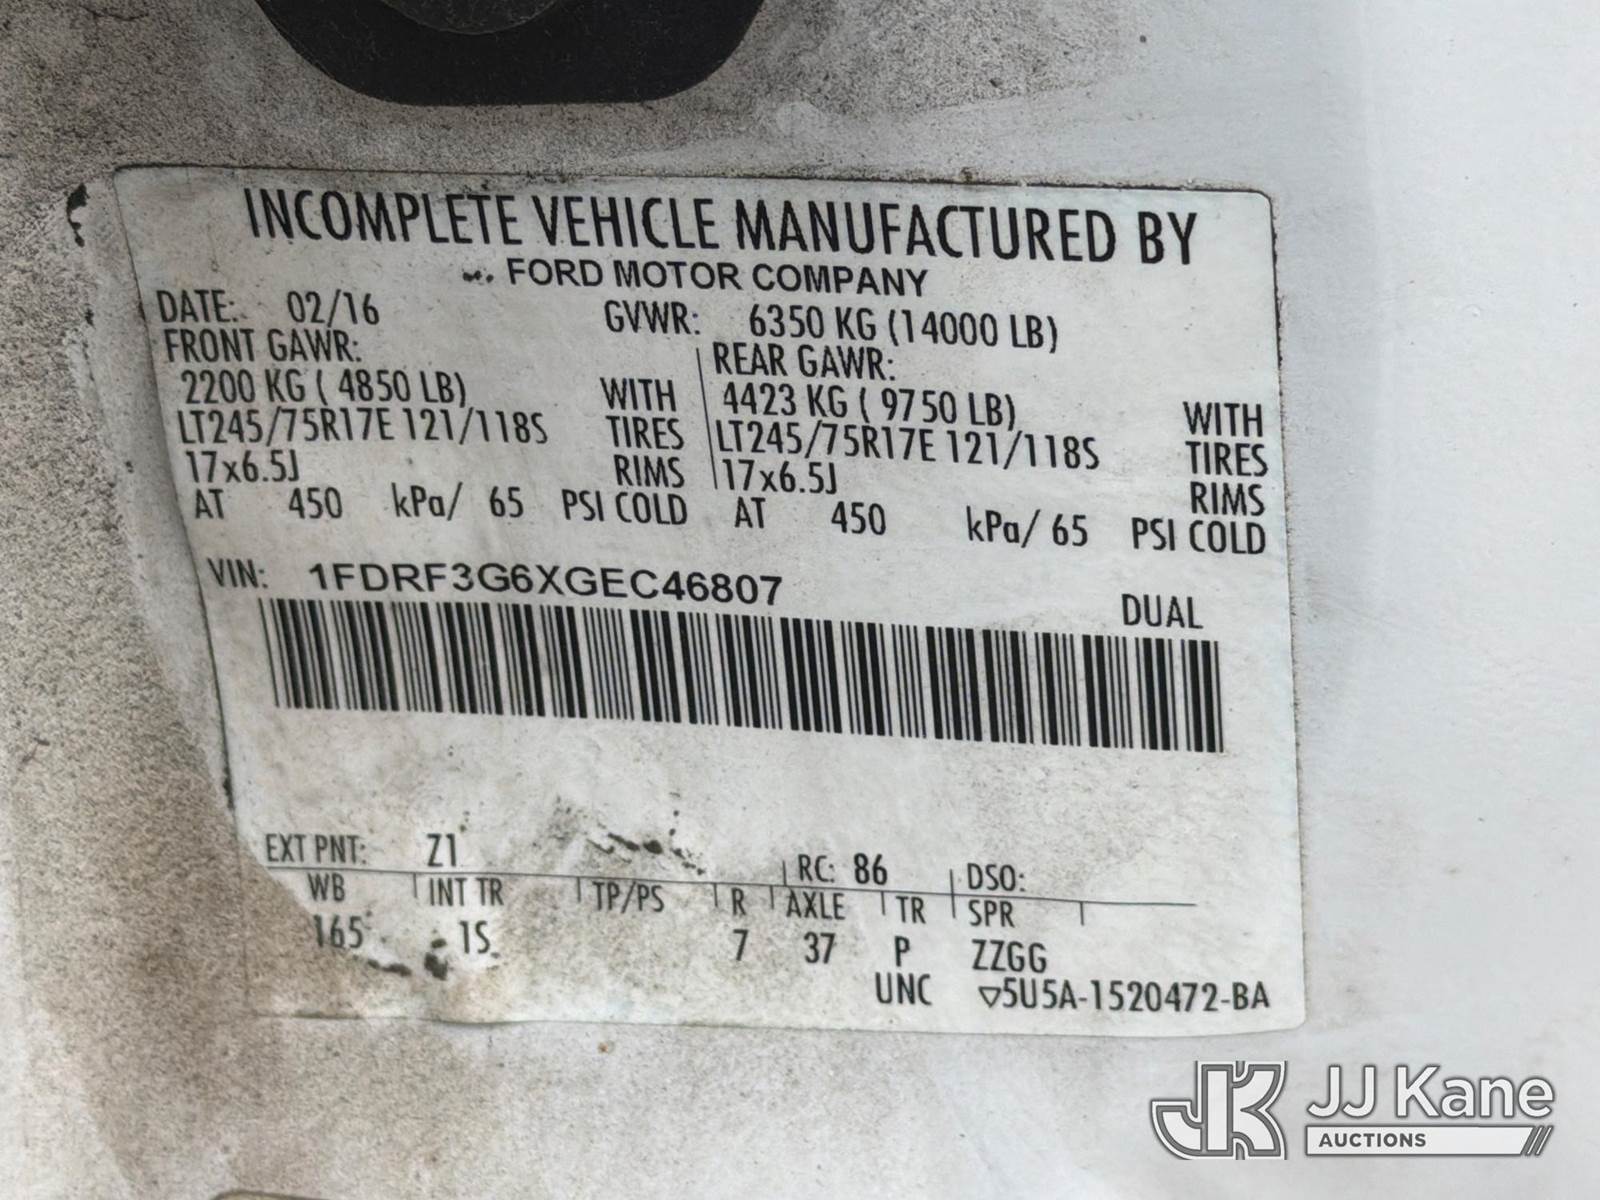 INCOMPLETE VEHICLE MANUFACTURED BY
FORD MOTOR COMPANY
DATE: 02/16 GVWR: 6350 KG (14000 LB)
FRONT GAWR: REAR GAWR:
2200 KG ( 4850 LB) WITH 4423 KG ( 9750 LB) WITH
LT245/75R17E 121/118S TIRES LT245/75R17E 121/118S TIRES
17x6.5J RIMS 17x6.5J RIMS
AT 450 kPa/ 65 PSI COLD AT 450 kPa/ 65 PSI COLD
VIN: 1FDRF3G6XGEC46807
DUAL
EXT PNT: Z1 RC: 86 DSO:
WB INT TR TP/PS R AXLE TR SPR
165 1S 7 37 P ZZGG
UNC ▽5U5A-1520472-BA
JK JJ Kane
AUCTIONS